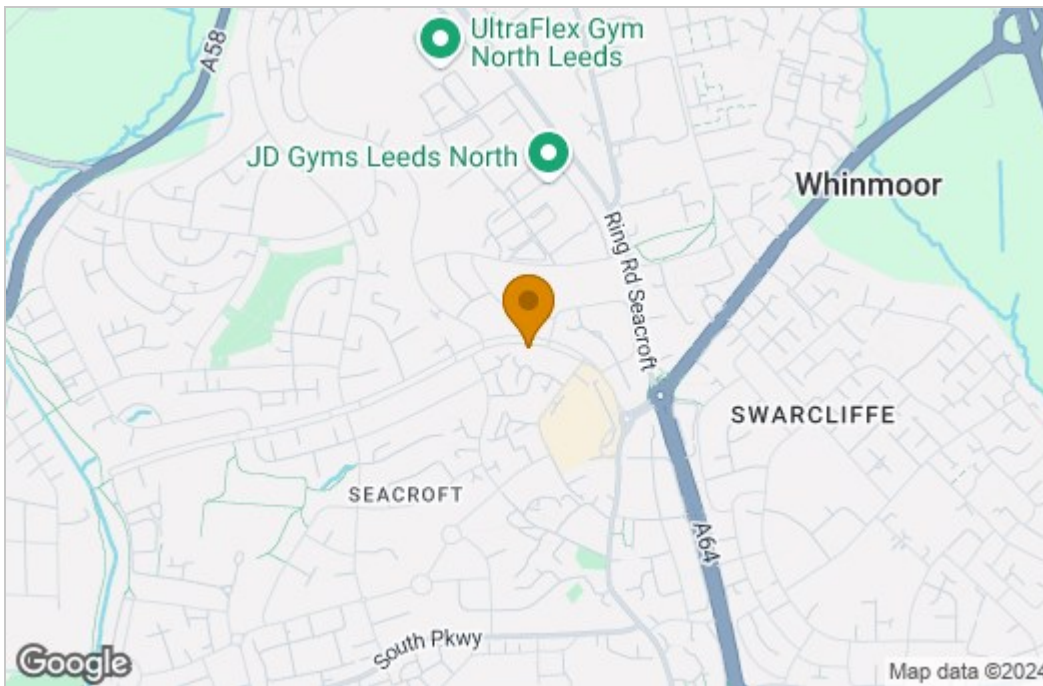 A58
UltraFlex Gym
North Leeds
JD Gyms Leeds North
Whinmoor
Ring Rd Seacroft
SWARCLIFFE
SEACROFT
A64
South Pkwy
Google
Map data ©2024